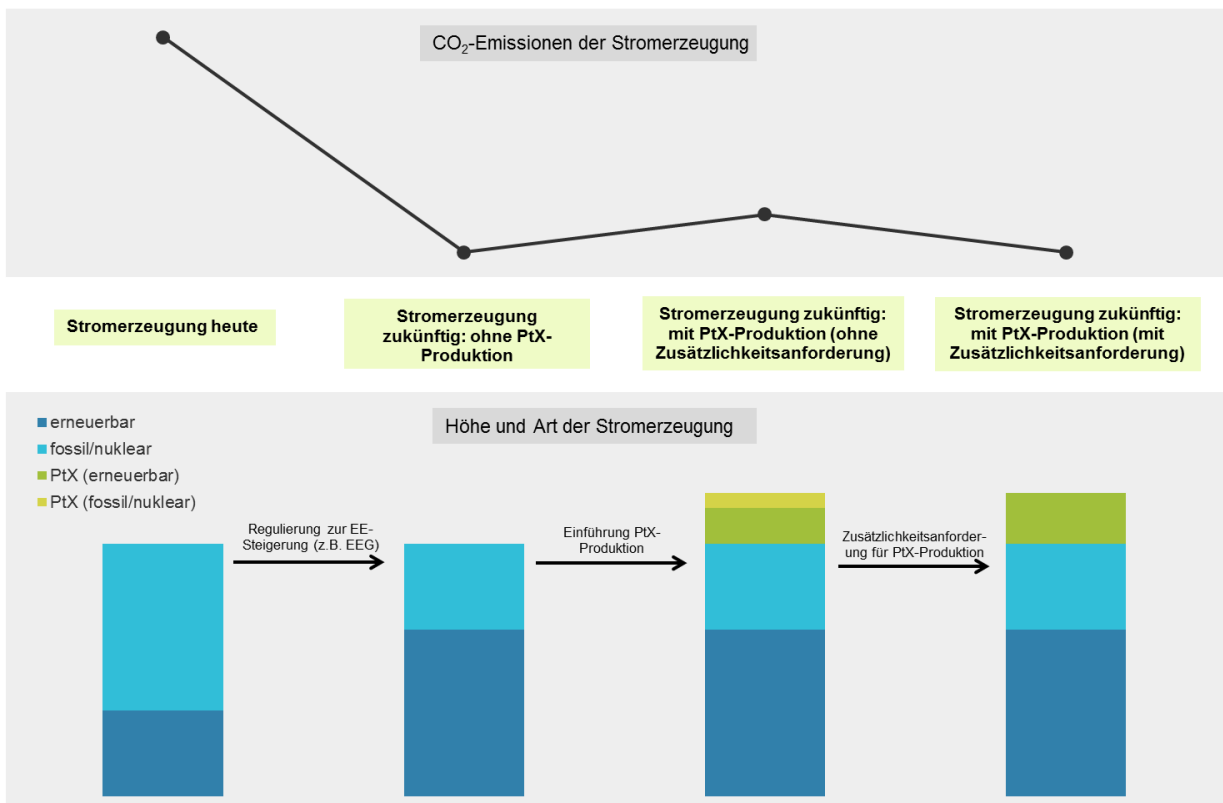 CO₂-Emissionen der Stromerzeugung
Stromerzeugung heute
Stromerzeugung
zukünftig: ohne PtX-
Produktion
Stromerzeugung zukünftig:
mit PtX-Produktion (ohne
Zusätzlichkeitsanforderung)
Stromerzeugung zukünftig:
mit PtX-Produktion (mit
Zusätzlichkeitsanforderung)
Höhe und Art der Stromerzeugung
erneuerbar
fossil/nuklear
PtX (erneuerbar)
PtX (fossil/nuklear)
Regulierung zur EE-
Steigerung (z.B. EEG)
Einführung PtX-
Produktion
Zusätzlichkeitsanforder-
ung für PtX-Produktion